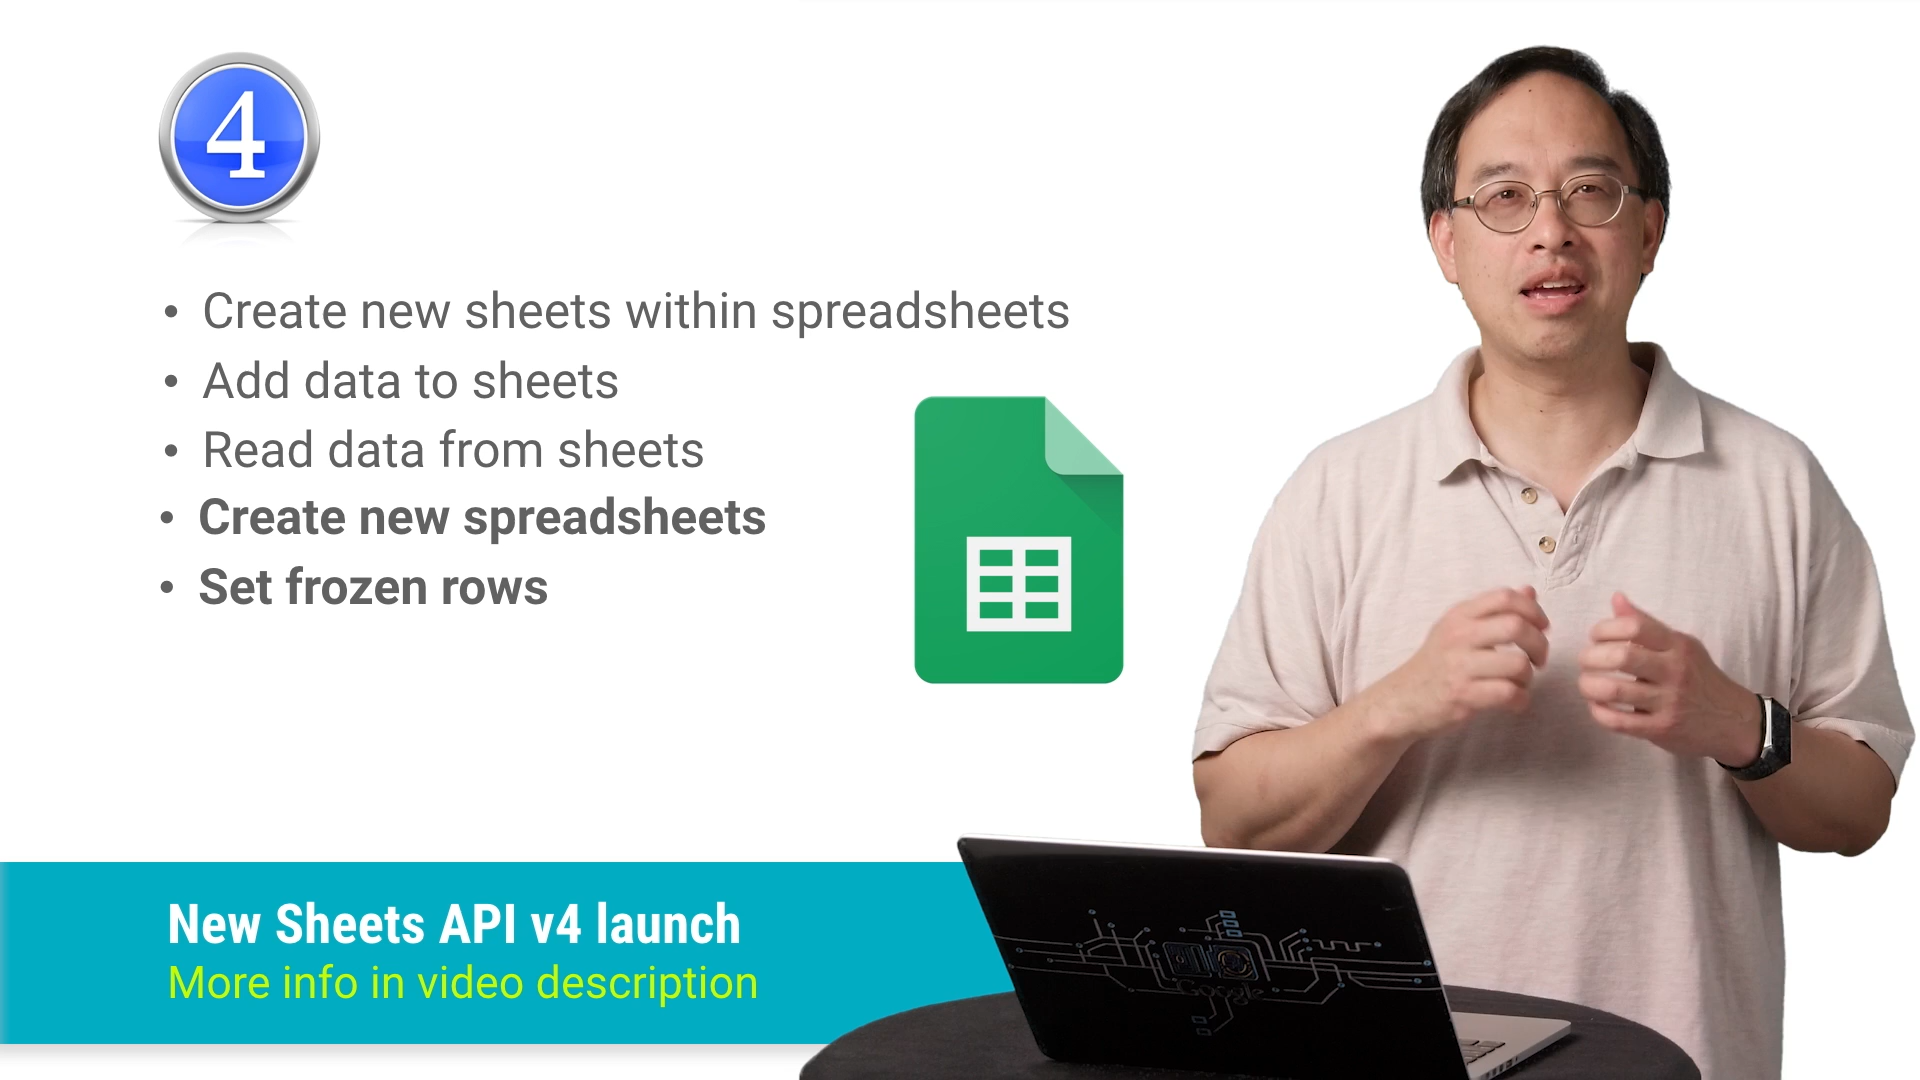 4
• Create new sheets within spreadsheets
• Add data to sheets
• Read data from sheets
• Create new spreadsheets
• Set frozen rows
New Sheets API v4 launch
More info in video description
Google